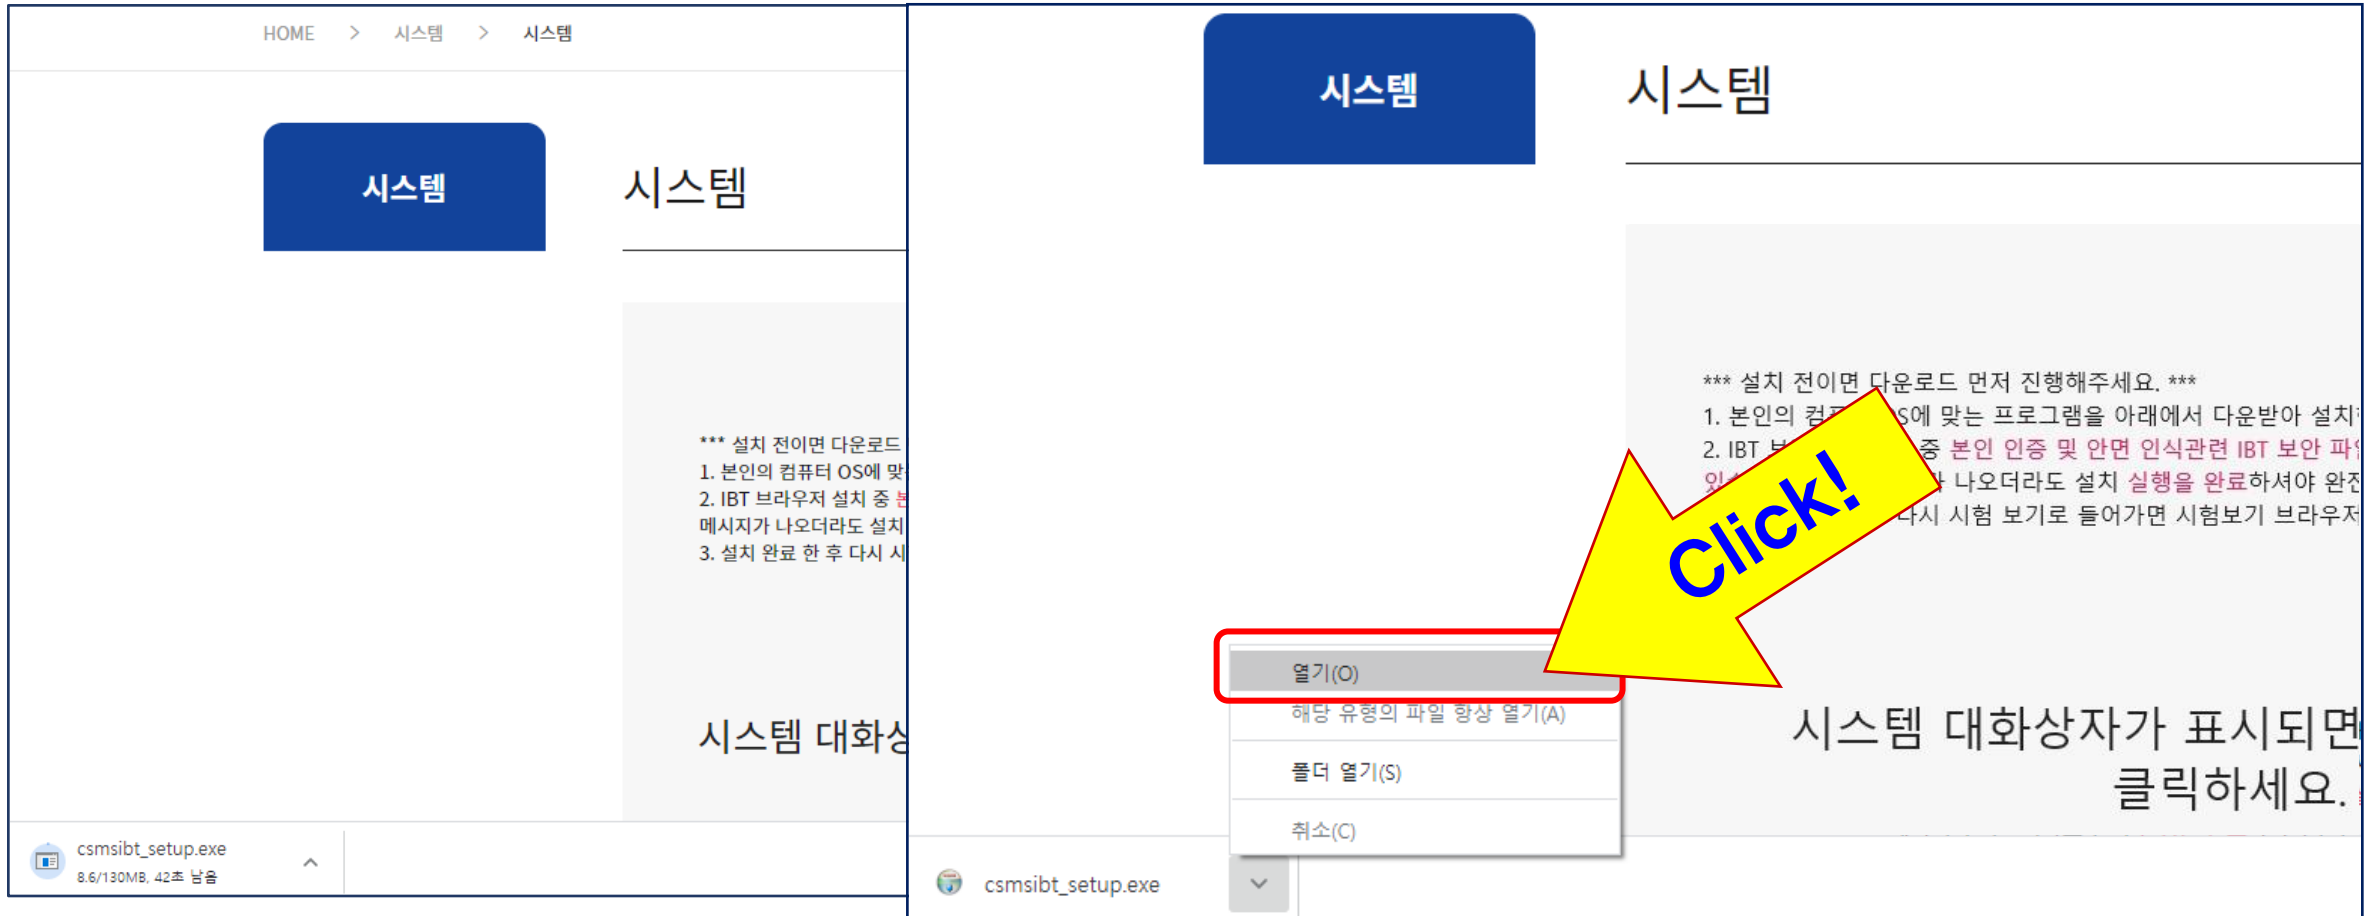 HOME > 시스템 > 시스템
시스템
시스템
*** 설치 전이면 다운로드
1. 본인의 컴퓨터 OS에 맞
2. IBT 브라우저 설치 중
메시지가 나오더라도 설치
3. 설치 완료 한 후 다시 시
시스템 대화상
csmsibt_setup.exe
8.6/130MB, 42초 남음
시스템
시스템
*** 설치 전이면 다운로드 먼저 진행해주세요. ***
1. 본인의 OS에 맞는 프로그램을 아래에서 다운받아 설치
2. IBT 중 본인 인증 및 안면 인식관련 IBT 보안 파일
나오더라도 설치 실행을 완료하셔야 완전
다시 시험 보기로 들어가면 시험보기 브라우저
Click!
열기(O)
해당 유형의 파일 항상 열기(A)
폴더 열기(S)
취소(C)
시스템 대화상자가 표시되면
클릭하세요.
csmsibt_setup.exe